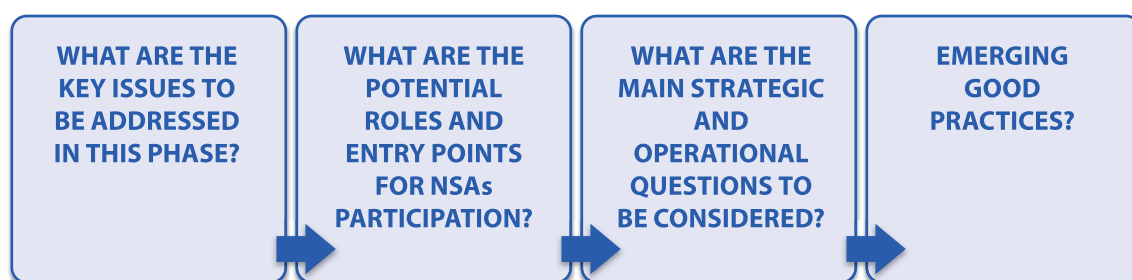 WHAT ARE THE
KEY ISSUES TO
BE ADDRESSED
IN THIS PHASE?
WHAT ARE THE
POTENTIAL
ROLES AND
ENTRY POINTS
FOR NSAs
PARTICIPATION?
WHAT ARE THE
MAIN STRATEGIC
AND
OPERATIONAL
QUESTIONS TO
BE CONSIDERED?
EMERGING
GOOD
PRACTICES?